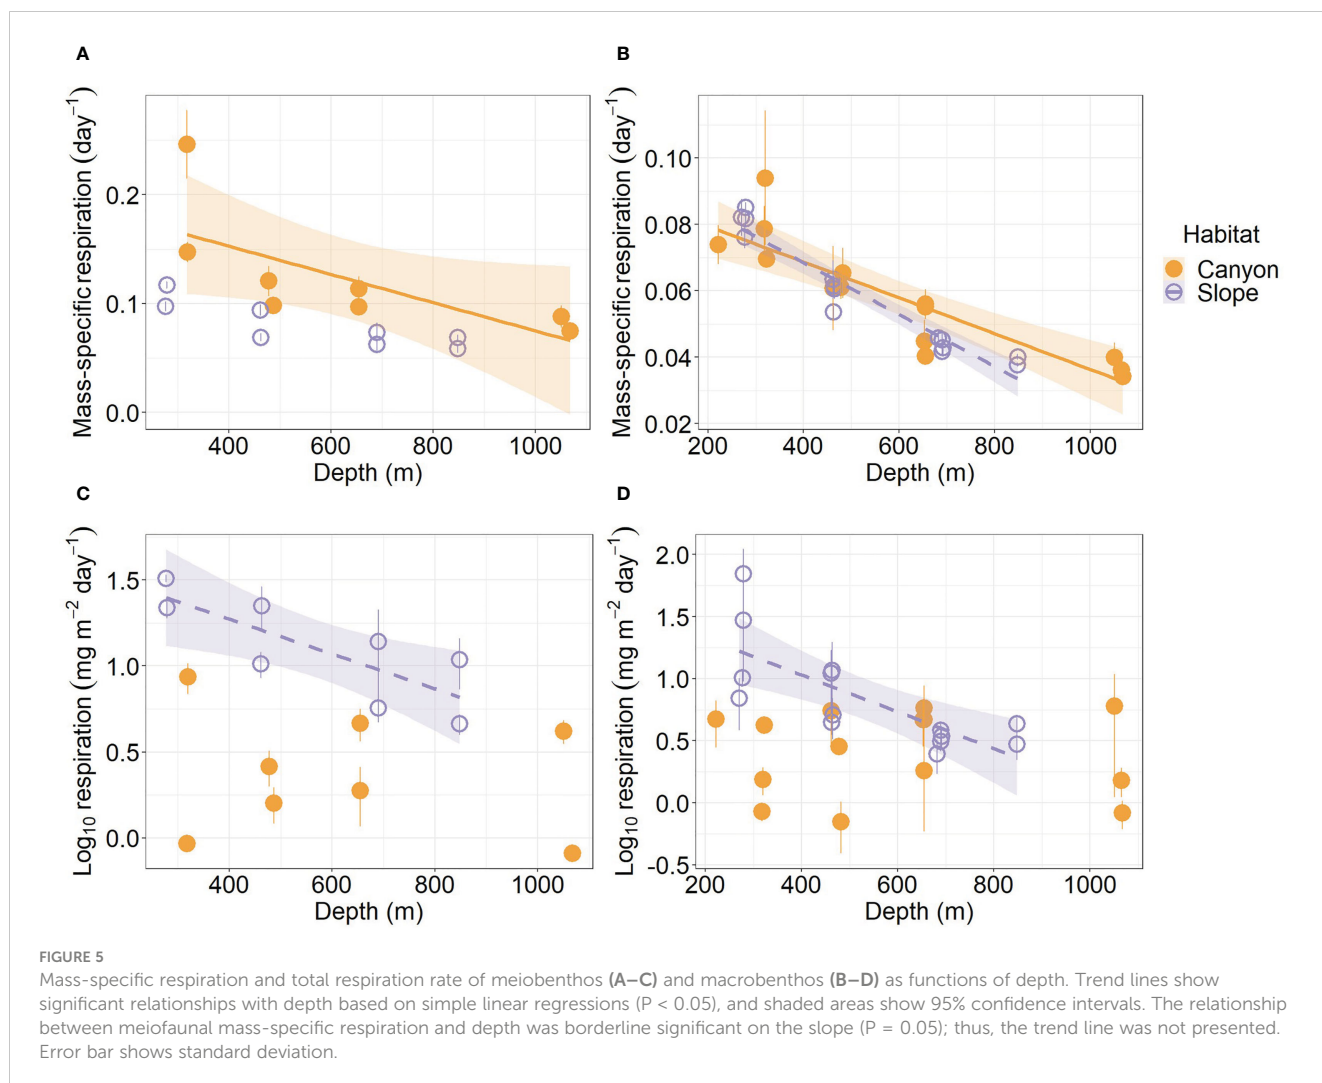 A
B
Mass-specific respiration (day−1)
0.2
0.1
0.0
400
600
800
1000
Depth (m)
Mass-specific respiration (day−1)
0.10
0.08
0.06
0.04
0.02
200
400
600
800
1000
Depth (m)
Habitat
Canyon
Slope
C
D
Log10 respiration (mg m−2 day−1)
1.5
1.0
0.5
0.0
400
600
800
1000
Depth (m)
Log10 respiration (mg m−2 day−1)
2.0
1.5
1.0
0.5
0.0
-0.5
200
400
600
800
1000
Depth (m)
FIGURE 5
Mass-specific respiration and total respiration rate of meiobenthos (A–C) and macrobenthos (B–D) as functions of depth. Trend lines show
significant relationships with depth based on simple linear regressions (P < 0.05), and shaded areas show 95% confidence intervals. The relationship
between meiofaunal mass-specific respiration and depth was borderline significant on the slope (P = 0.05); thus, the trend line was not presented.
Error bar shows standard deviation.